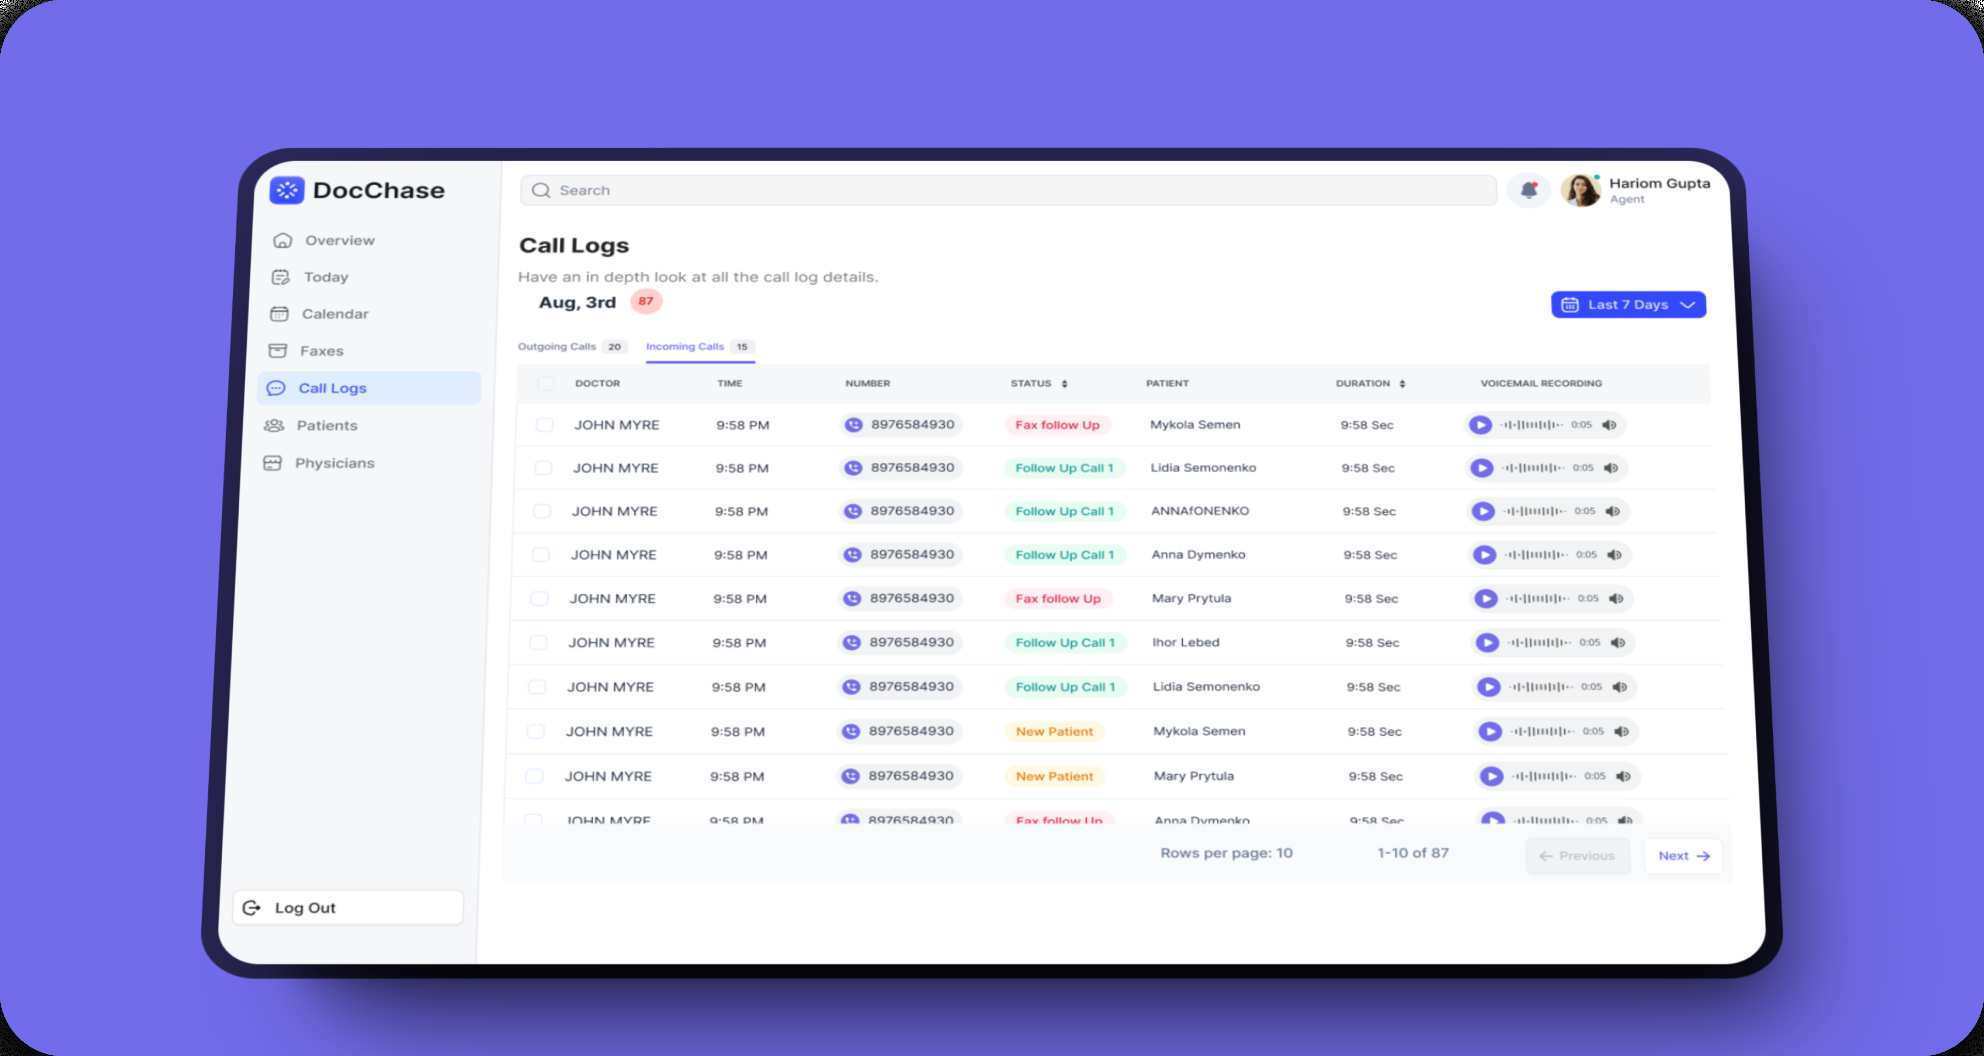 DocChase
Search
Hariom Gupta
Agent
Overview
Today
Calendar
Faxes
Call Logs
Patients
Physicians
Log Out
Call Logs
Have an in depth look at all the call log details.
Aug, 3rd 87
Last 7 Days
Outgoing Calls 20 Incoming Calls 15
DOCTOR TIME NUMBER STATUS PATIENT DURATION VOICEMAIL RECORDING
JOHN MYRE 9:58 PM 8976584930 Fax follow Up Mykola Semen 9:58 Sec 0:05
JOHN MYRE 9:58 PM 8976584930 Follow Up Call 1 Lidia Semonenko 9:58 Sec 0:05
JOHN MYRE 9:58 PM 8976584930 Follow Up Call 1 ANNAfONENKO 9:58 Sec 0:05
JOHN MYRE 9:58 PM 8976584930 Follow Up Call 1 Anna Dymenko 9:58 Sec 0:05
JOHN MYRE 9:58 PM 8976584930 Fax follow Up Mary Prytula 9:58 Sec 0:05
JOHN MYRE 9:58 PM 8976584930 Follow Up Call 1 Ihor Lebed 9:58 Sec 0:05
JOHN MYRE 9:58 PM 8976584930 Follow Up Call 1 Lidia Semonenko 9:58 Sec 0:05
JOHN MYRE 9:58 PM 8976584930 New Patient Mykola Semen 9:58 Sec 0:05
JOHN MYRE 9:58 PM 8976584930 New Patient Mary Prytula 9:58 Sec 0:05
JOHN MYRE 9:58 PM 8976584930 Fax follow Up Anna Dymenko 9:58 Sec 0:05
Rows per page: 10 1-10 of 87 Previous Next